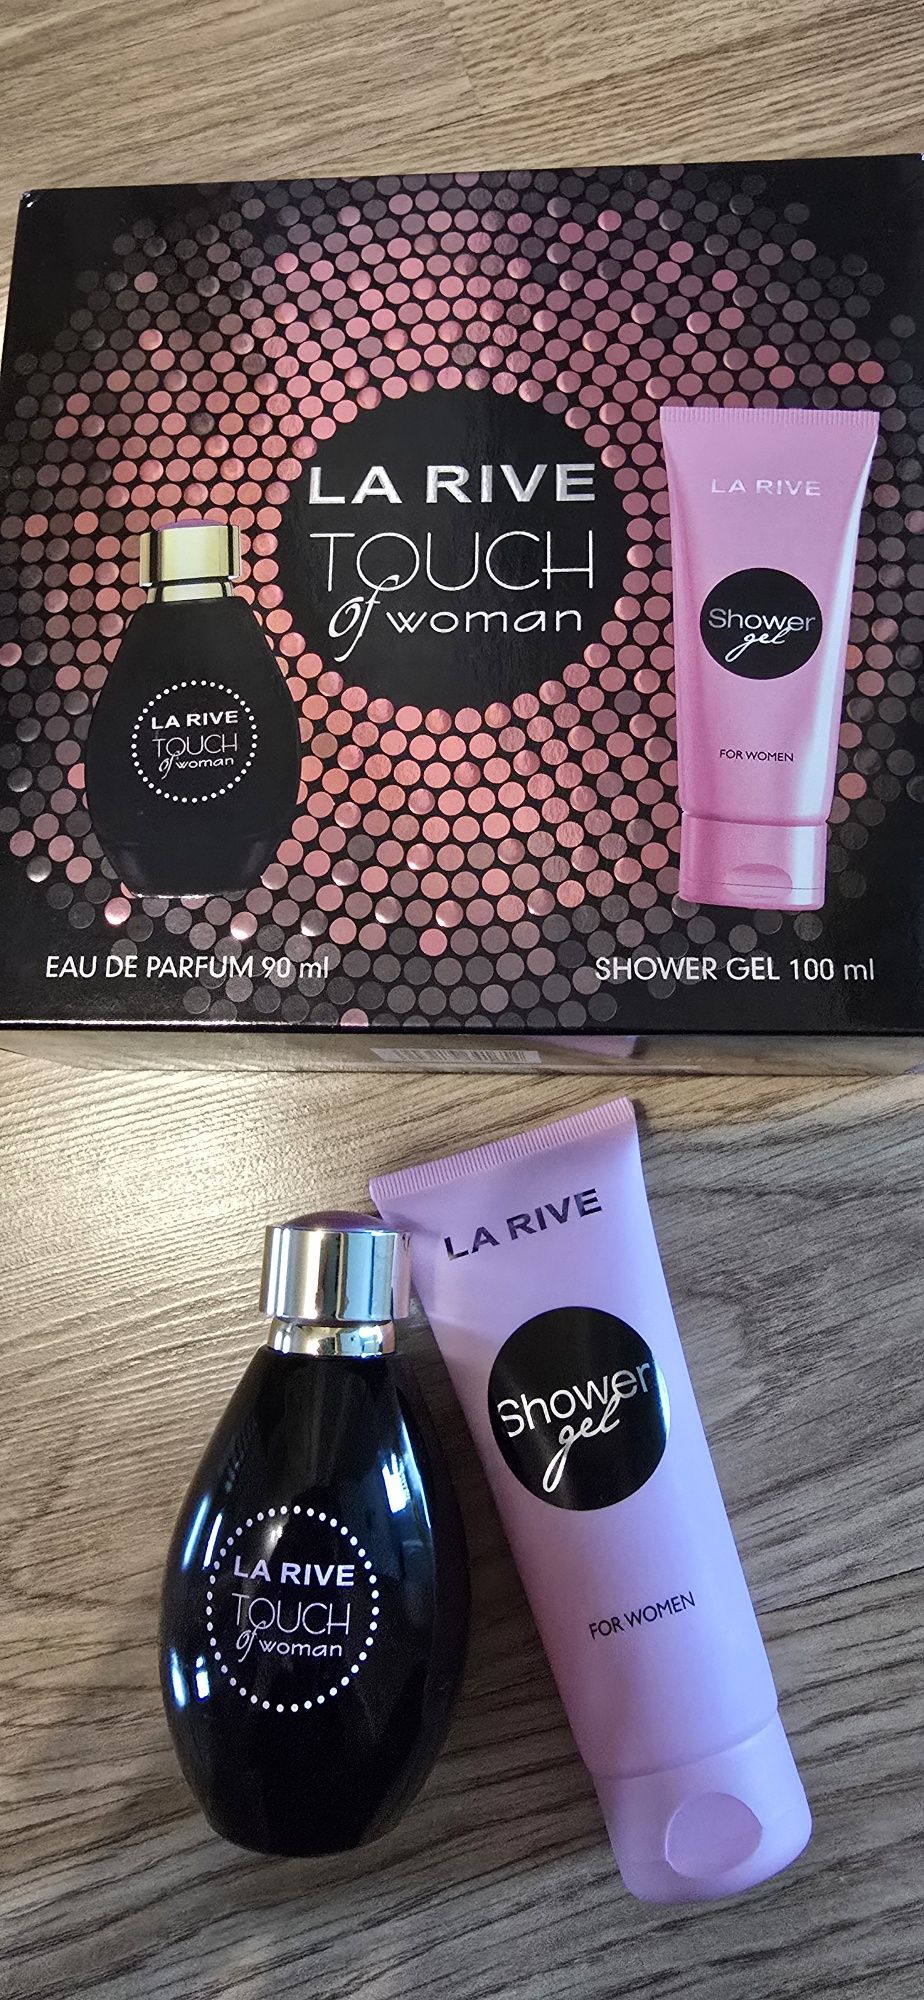 LA RIVE
TOUCH
of woman
LA RIVE
Shower
gel
FOR WOMEN
LA RIVE
TOUCH
of woman
EAU DE PARFUM 90 ml
SHOWER GEL 100 ml
LA RIVE
Shower
gel
FOR WOMEN
LA RIVE
TOUCH
of woman